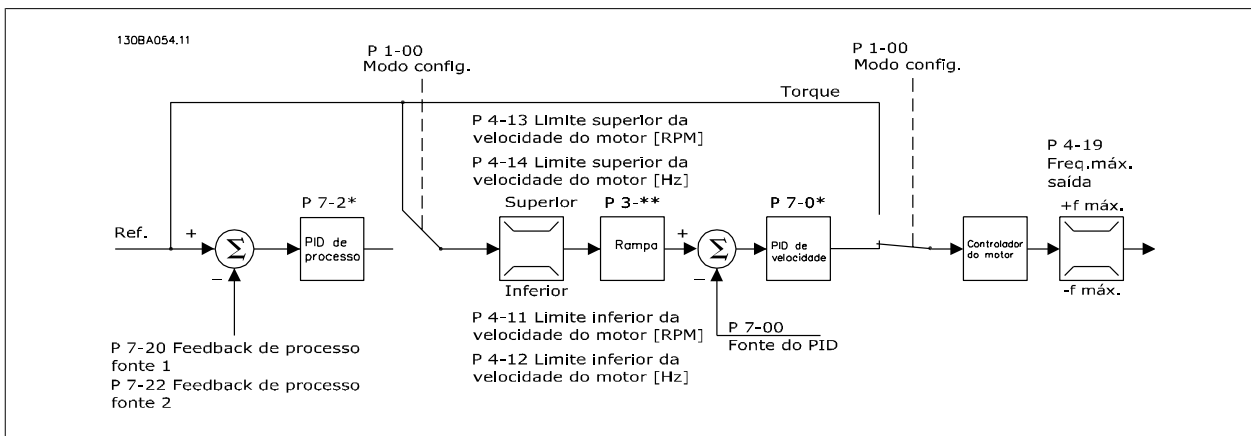 130BA054.11
P 1-00
Modo config.
P 1-00
Modo config.
Torque
P 4-13 Limite superior da
velocidade do motor [RPM]
P 4-14 Limite superior da
velocidade do motor [Hz]
P 4-19
Freq.máx.
saída
P 7-2*
Superior
P 3-**
P 7-0*
+f máx.
Ref.
+
Σ
PID de
processo
Rampa
+
Σ
PID de
velocidade
Controlador
do motor
_
Inferior
_
-f máx.
P 4-11 Limite inferior da
velocidade do motor [RPM]
P 4-12 Limite inferior da
velocidade do motor [Hz]
P 7-00
Fonte do PID
P 7-20 Feedback de processo
fonte 1
P 7-22 Feedback de processo
fonte 2